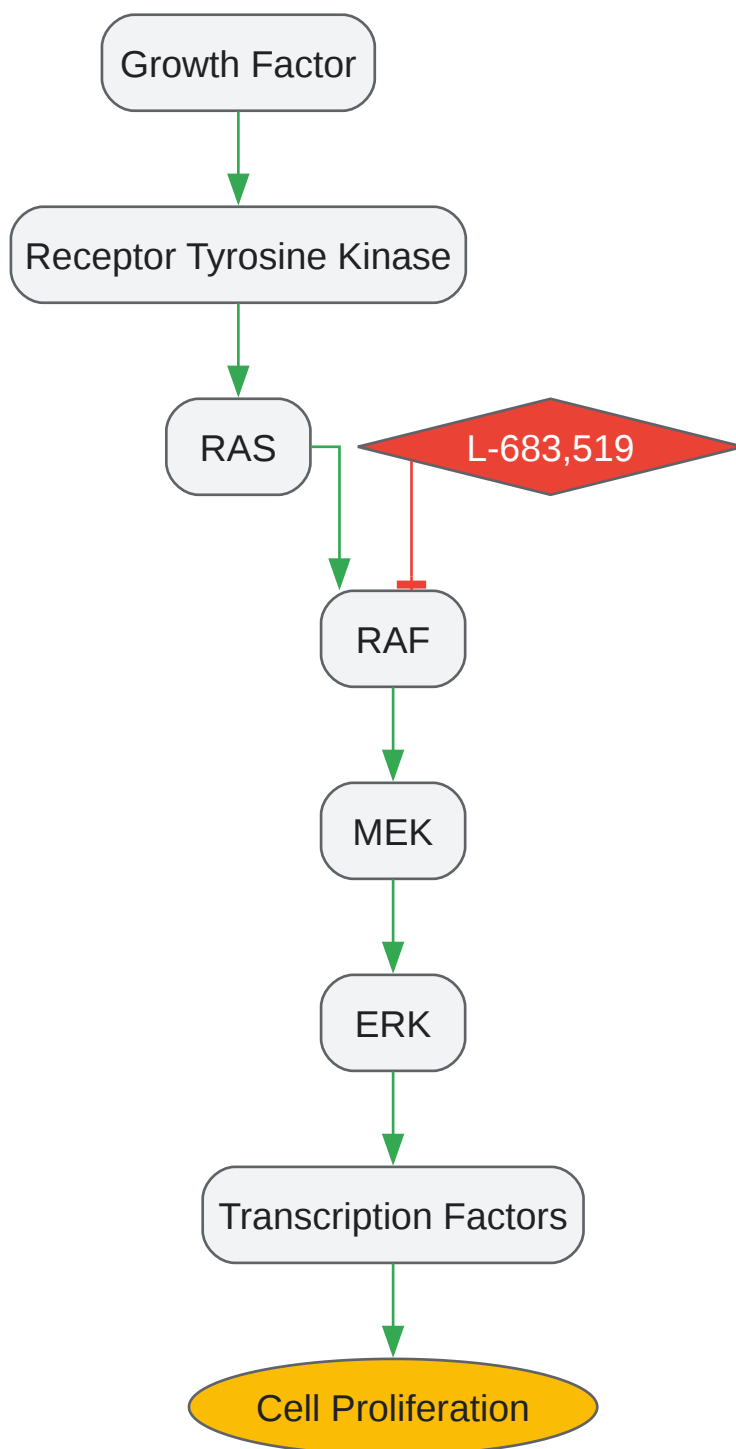 Growth Factor
Receptor Tyrosine Kinase
RAS
L-683,519
RAF
MEK
ERK
Transcription Factors
Cell Proliferation